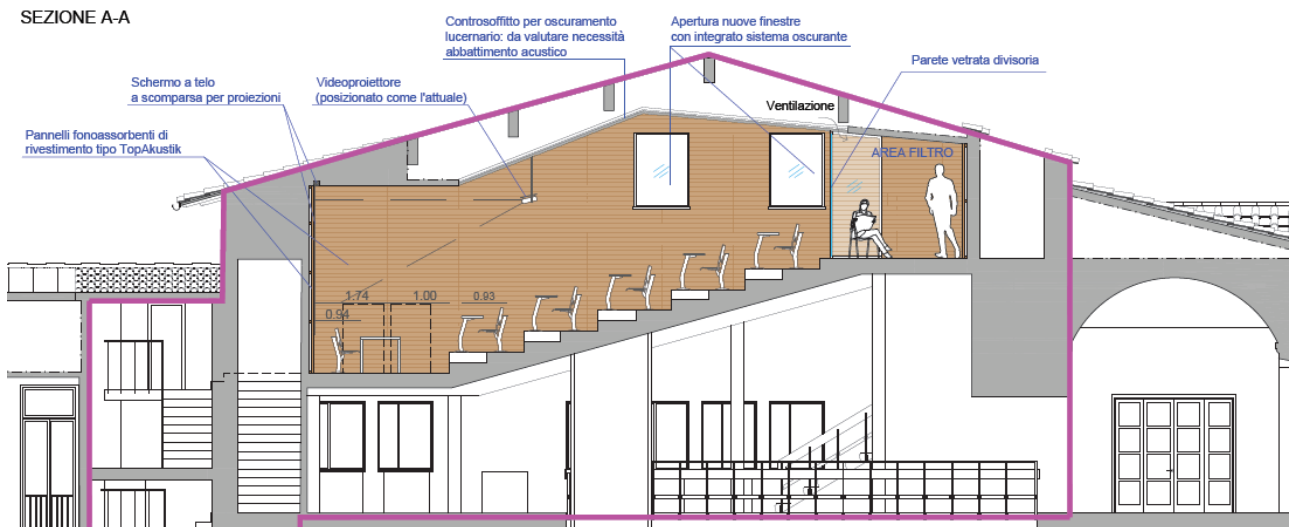 SEZIONE A-A
Controsoffitto per oscuramento
lucernario: da valutare necessità
abbattimento acustico
Apertura nuove finestre
con integrato sistema oscurante
Parete vetrata divisoria
Schermo a telo
a scomparsa per proiezioni
Videoproiettore
(posizionato come l'attuale)
Ventilazione
Pannelli fonoassorbenti di
rivestimento tipo TopAkustik
AREA FILTRO
1.74
1.00
0.93
0.94